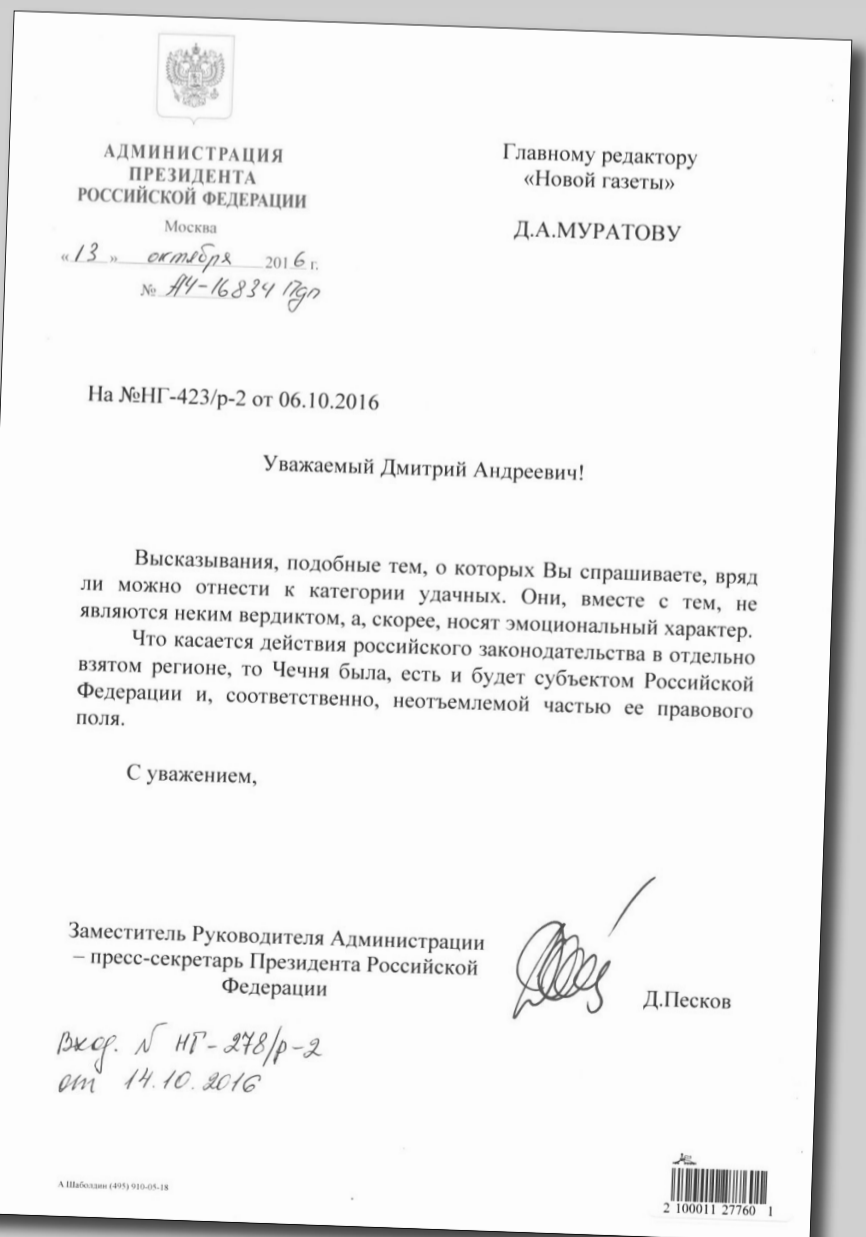 АДМИНИСТРАЦИЯ
ПРЕЗИДЕНТА
РОССИЙСКОЙ ФЕДЕРАЦИИ
Москва
«13» октября 2016 г.
№ А4-16834 Пдп
Главному редактору
«Новой газеты»
Д.А.МУРАТОВУ
На №НГ-423/р-2 от 06.10.2016
Уважаемый Дмитрий Андреевич!
Высказывания, подобные тем, о которых Вы спрашиваете, вряд
ли можно отнести к категории удачных. Они, вместе с тем, не
являются неким вердиктом, а, скорее, носят эмоциональный характер.
Что касается действия российского законодательства в отдельно
взятом регионе, то Чечня была, есть и будет субъектом Российской
Федерации и, соответственно, неотъемлемой частью ее правового
поля.
С уважением,
Заместитель Руководителя Администрации
– пресс-секретарь Президента Российской
Федерации
Д.Песков
Вход. N НГ-278/р-2
от 14.10.2016
А.Шаболдин (495) 910-05-18
2 100011 27760 1